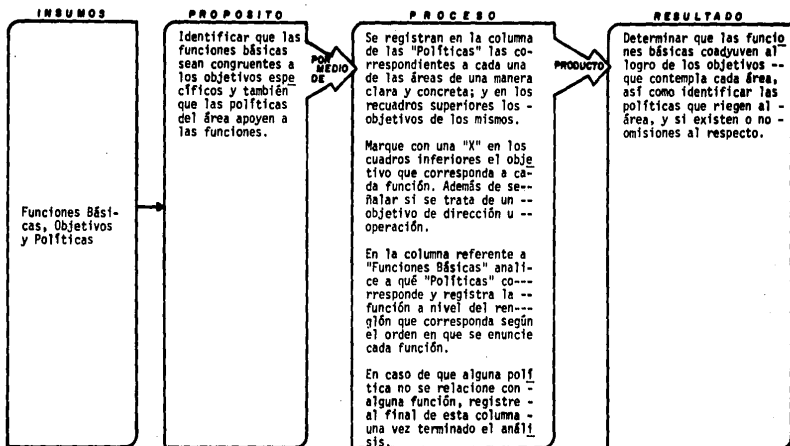 INSUMOS
Funciones Bási-
cas, Objetivos
y Políticas
PROPOSITO
Identificar que las
funciones básicas
sean congruentes a
los objetivos espe
cíficos y también
que las políticas
del área apoyen a
las funciones.
POR
MEDIO
DE
PROCESO
Se registran en la columna
de las "Políticas" las co-
rrespondientes a cada una
de las áreas de una manera
clara y concreta; y en los
recuadros superiores los -
objetivos de los mismos.
Marque con una "X" en los
cuadros inferiores el obje
tivo que corresponda a ca-
da función. Además de se--
ñalar si se trata de un --
objetivo de dirección u --
operación.
En la columna referente a
"Funciones Básicas" anali-
ce a qué "Políticas" co---
rresponde y registra la --
función a nivel del ren---
glón que corresponda según
el orden en que se enuncie
cada función.
En caso de que alguna polí
tica no se relacione con -
alguna función, registre -
al final de esta columna -
una vez terminado el análi
sis.
PRODUCTO
RESULTADO
Determinar que las funcio
nes básicas coadyuven al
logro de los objetivos --
que contempla cada área,
así como identificar las
políticas que riegen al -
área, y si existen o no -
omisiones al respecto.